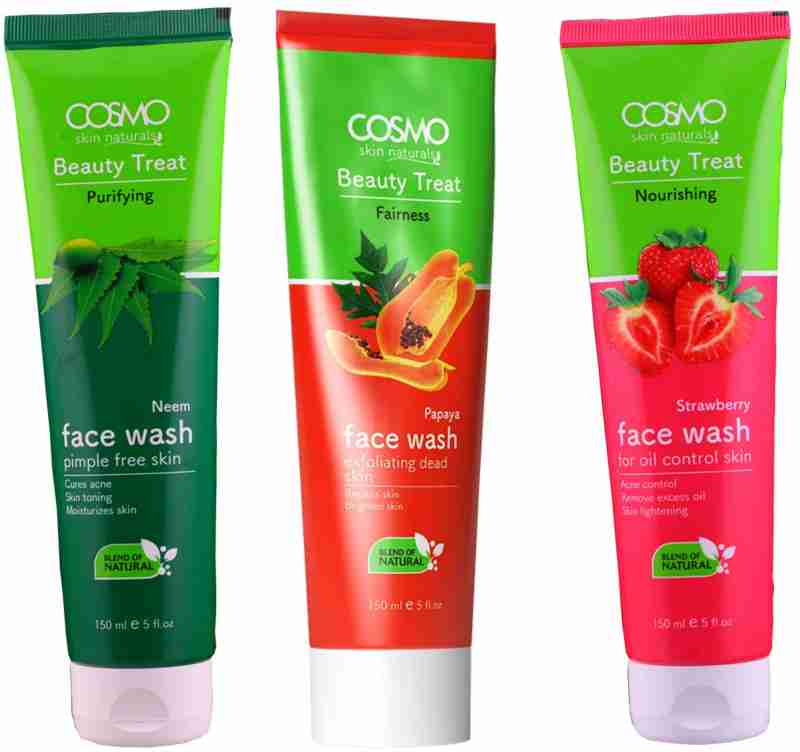 COSMO
skin naturals
Beauty Treat
Purifying
Neem
face wash
pimple free skin
Cures acne
Skin toning
Moisturizes skin
BLEND OF
NATURAL
150 ml e 5 fl.oz
COSMO
skin naturals
Beauty Treat
Fairness
Papaya
face wash
exfoliating dead
skin
skin
Brightens skin
BLEND OF
NATURAL
150 ml e 5 fl.oz
COSMO
skin naturals
Beauty Treat
Nourishing
Strawberry
face wash
for oil control skin
Acne control
Remove excess oil
Skin lightening
BLEND OF
NATURAL
150 ml e 5 fl.oz